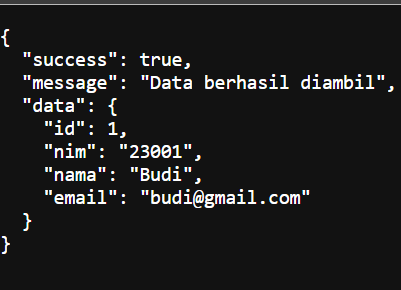 {
  "success": true,
  "message": "Data berhasil diambil",
  "data": {
    "id": 1,
    "nim": "23001",
    "nama": "Budi",
    "email": "budi@gmail.com"
  }
}